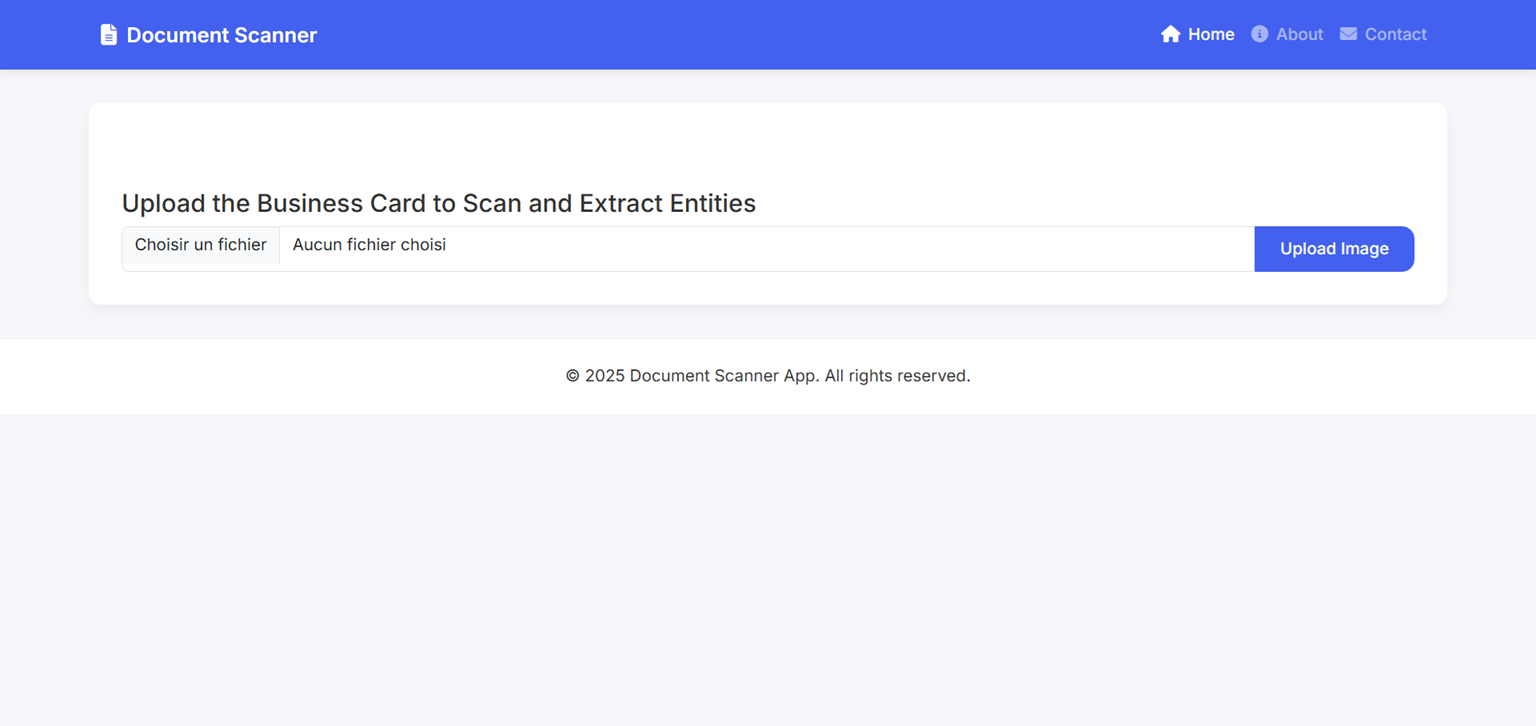 Document Scanner
Home About Contact
Upload the Business Card to Scan and Extract Entities
Choisir un fichier Aucun fichier choisi Upload Image
© 2025 Document Scanner App. All rights reserved.